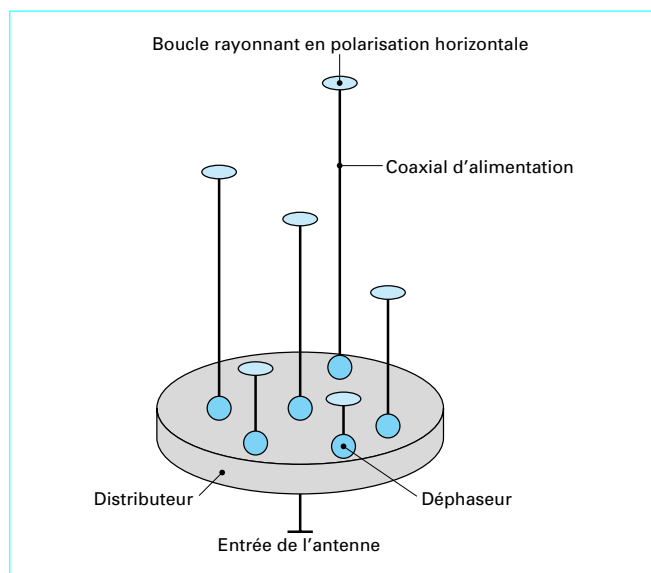 Boucle rayonnant en polarisation horizontale
Coaxial d'alimentation
Distributeur
Déphaseur
Entrée de l'antenne